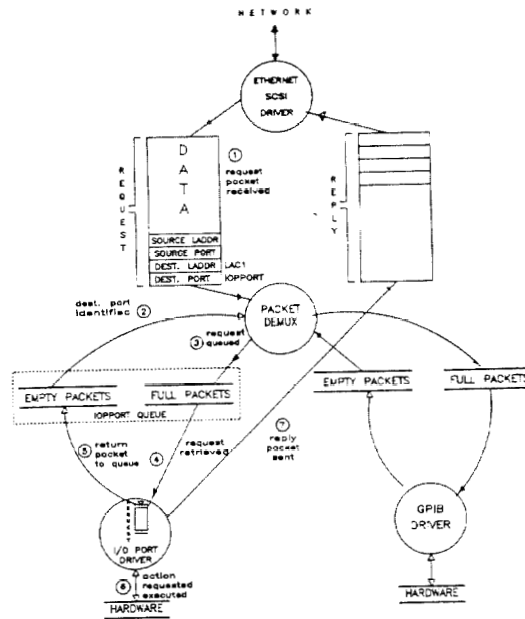 NETWORK
ETHERNET
SCSI
DRIVER
REQUEST
DATA
① request
packet
received
REPLY
SOURCE LADDR
SOURCE PORT
DEST. LADDR LAC1
DEST. PORT IOPPORT
dest. port
identified ②
PACKET
DEMUX
③ request
queued
EMPTY PACKETS
FULL PACKETS
IOPPORT QUEUE
EMPTY PACKETS
FULL PACKETS
⑤ return
packet
to queue
④ request
retrieved
⑦
reply
packet
sent
I/O PORT
DRIVER
GPIB
DRIVER
⑥ action
requested
executed
HARDWARE
HARDWARE